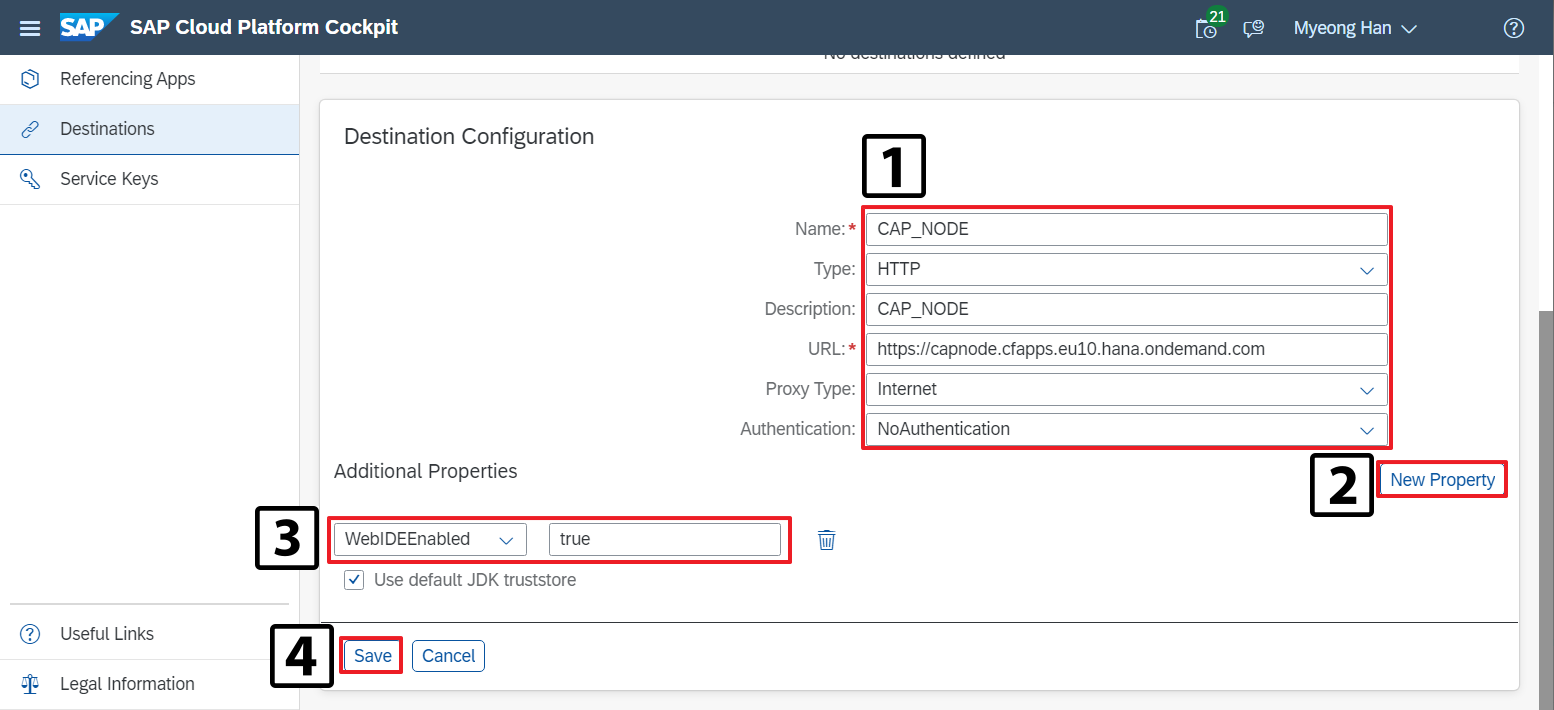 SAP SAP Cloud Platform Cockpit 21 Myeong Han
Referencing Apps
Destinations
Service Keys
Useful Links
Legal Information
No destinations defined
Destination Configuration
1
Name:* CAP_NODE
Type: HTTP
Description: CAP_NODE
URL:* https://capnode.cfapps.eu10.hana.ondemand.com
Proxy Type: Internet
Authentication: NoAuthentication
Additional Properties
2 New Property
3 WebIDEEnabled true
Use default JDK truststore
4 Save Cancel